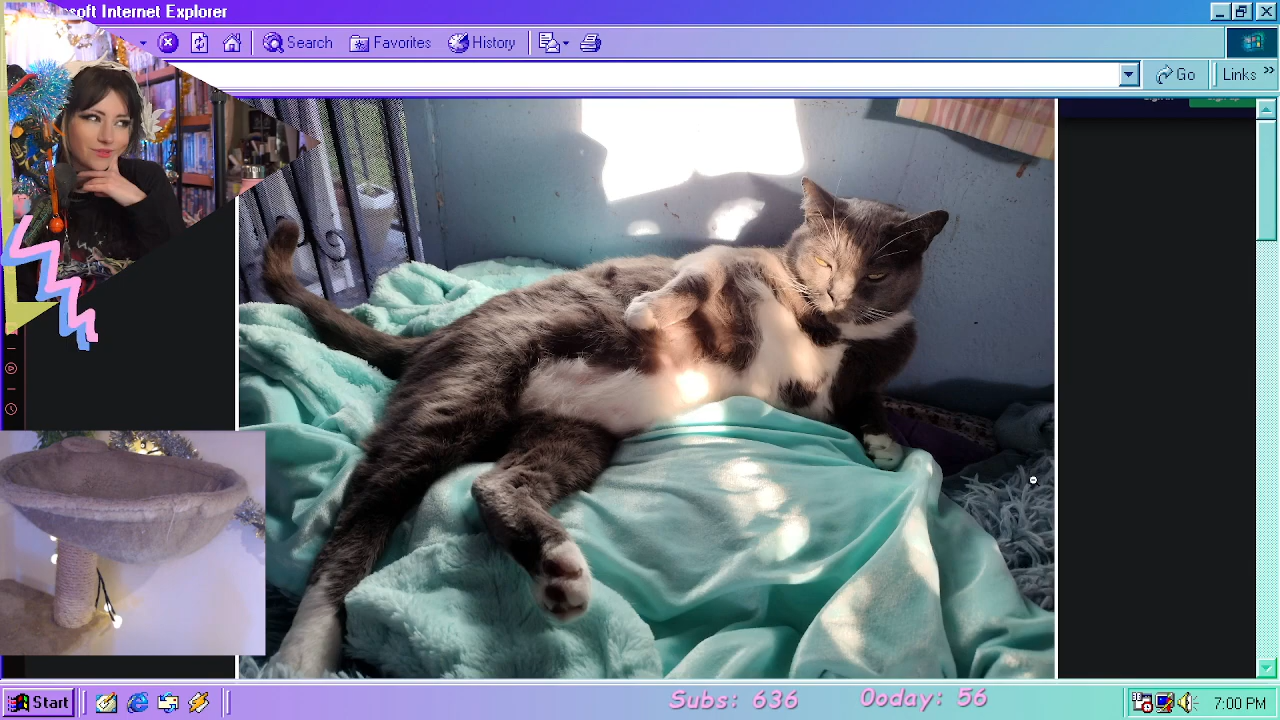 soft Internet Explorer
Search Favorites History
Go Links »
Start Subs: 636 Ooday: 56 7:00 PM